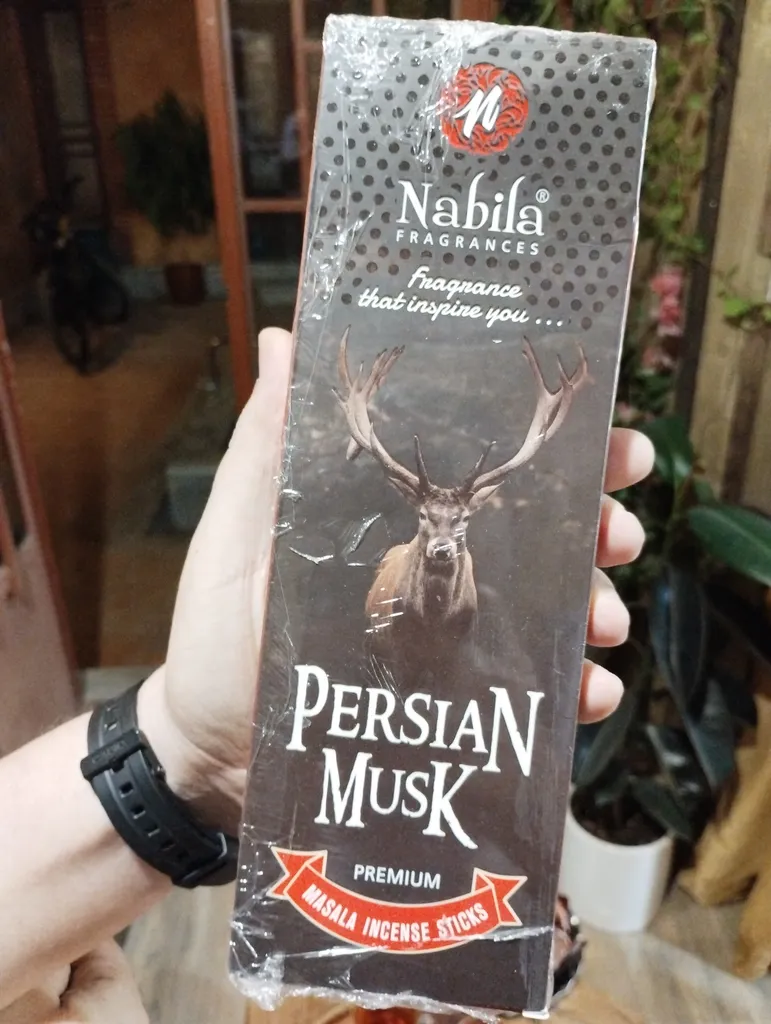 n
Nabila®
FRAGRANCES
Fragrance
that inspire you ...
PERSIAN
MUSK
PREMIUM
MASALA INCENSE STICKS